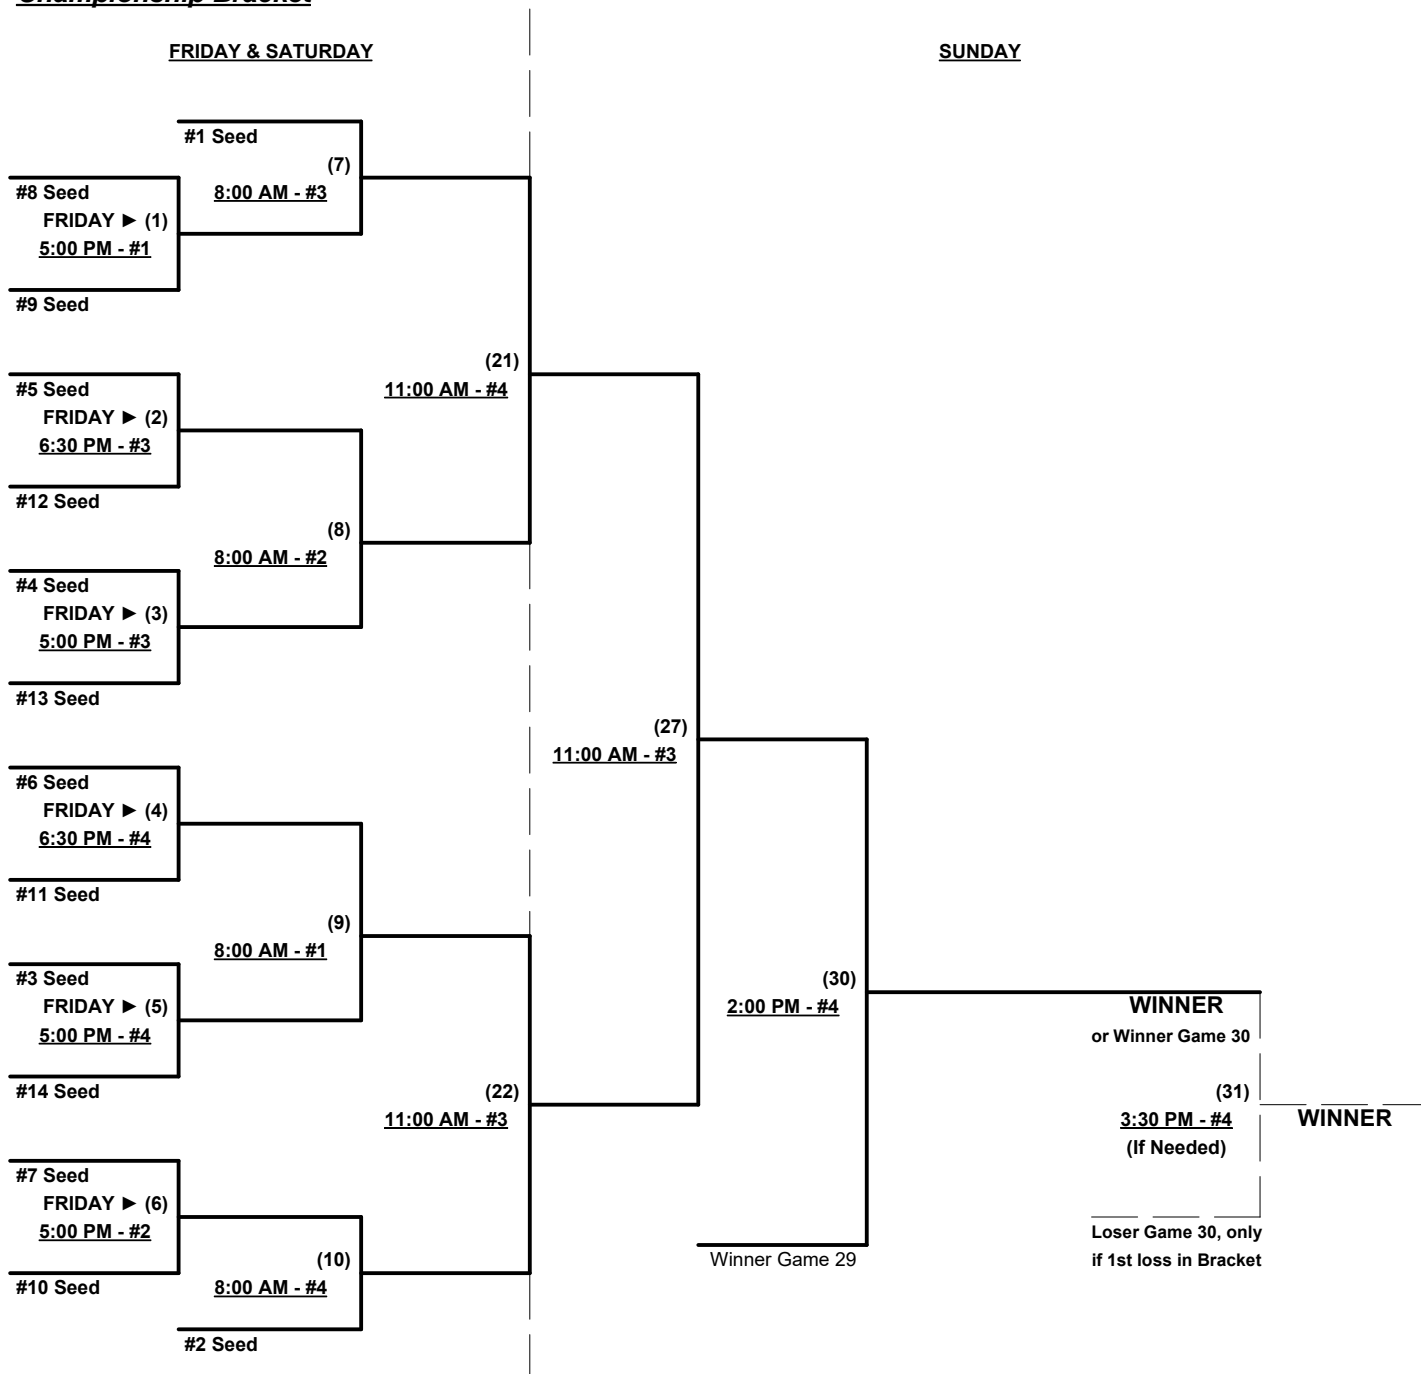 Championship Bracket
FRIDAY & SATURDAY
SUNDAY
#1 Seed
(7)
8:00 AM - #3
#8 Seed
FRIDAY ► (1)
5:00 PM - #1
#9 Seed
(21)
11:00 AM - #4
#5 Seed
FRIDAY ► (2)
6:30 PM - #3
#12 Seed
(8)
8:00 AM - #2
#4 Seed
FRIDAY ► (3)
5:00 PM - #3
#13 Seed
(27)
11:00 AM - #3
#6 Seed
FRIDAY ► (4)
6:30 PM - #4
#11 Seed
(9)
8:00 AM - #1
#3 Seed
FRIDAY ► (5)
5:00 PM - #4
#14 Seed
(30)
2:00 PM - #4
WINNER
or Winner Game 30
(22)
11:00 AM - #3
(31)
3:30 PM - #4
(If Needed)
WINNER
#7 Seed
FRIDAY ► (6)
5:00 PM - #2
#10 Seed
(10)
8:00 AM - #4
#2 Seed
Winner Game 29
Loser Game 30, only
if 1st loss in Bracket